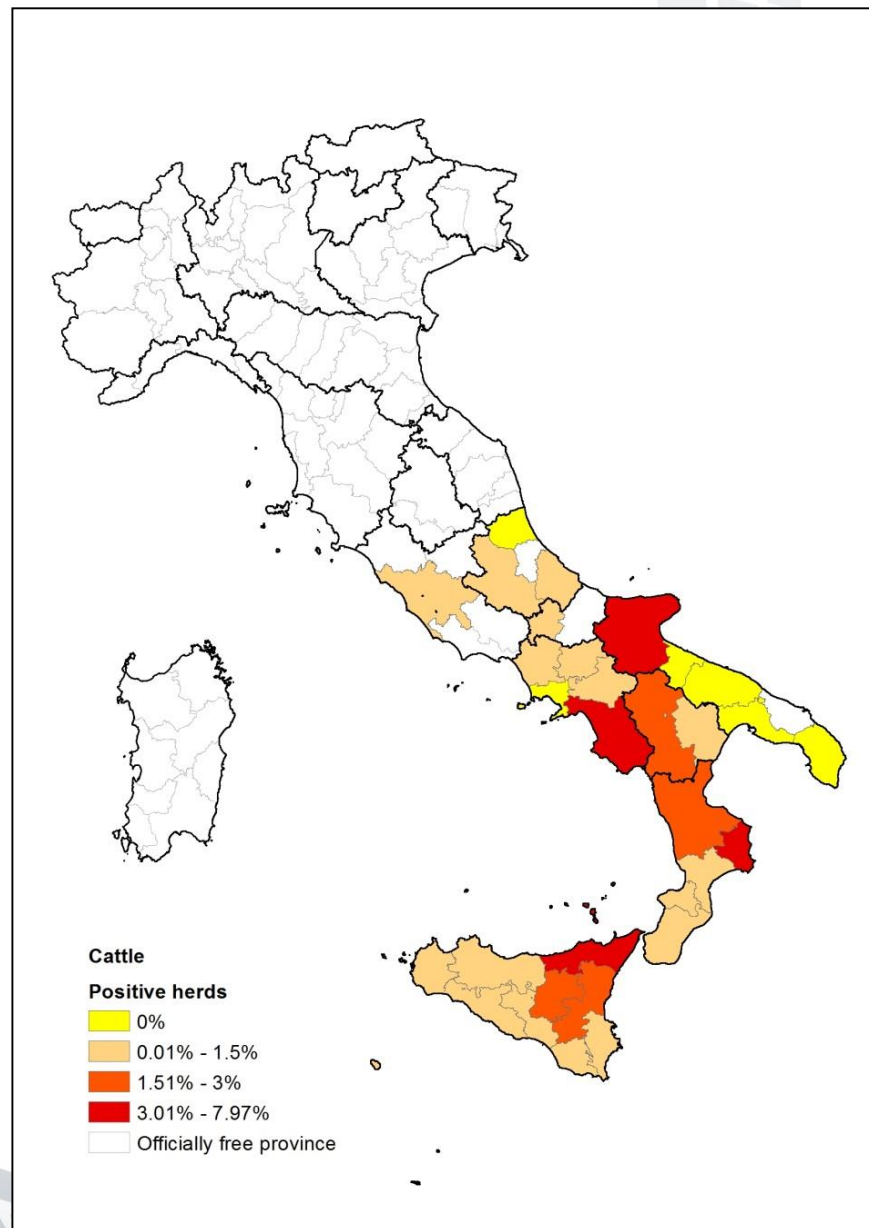 Cattle
Positive herds
0%
0.01% - 1.5%
1.51% - 3%
3.01% - 7.97%
Officially free province